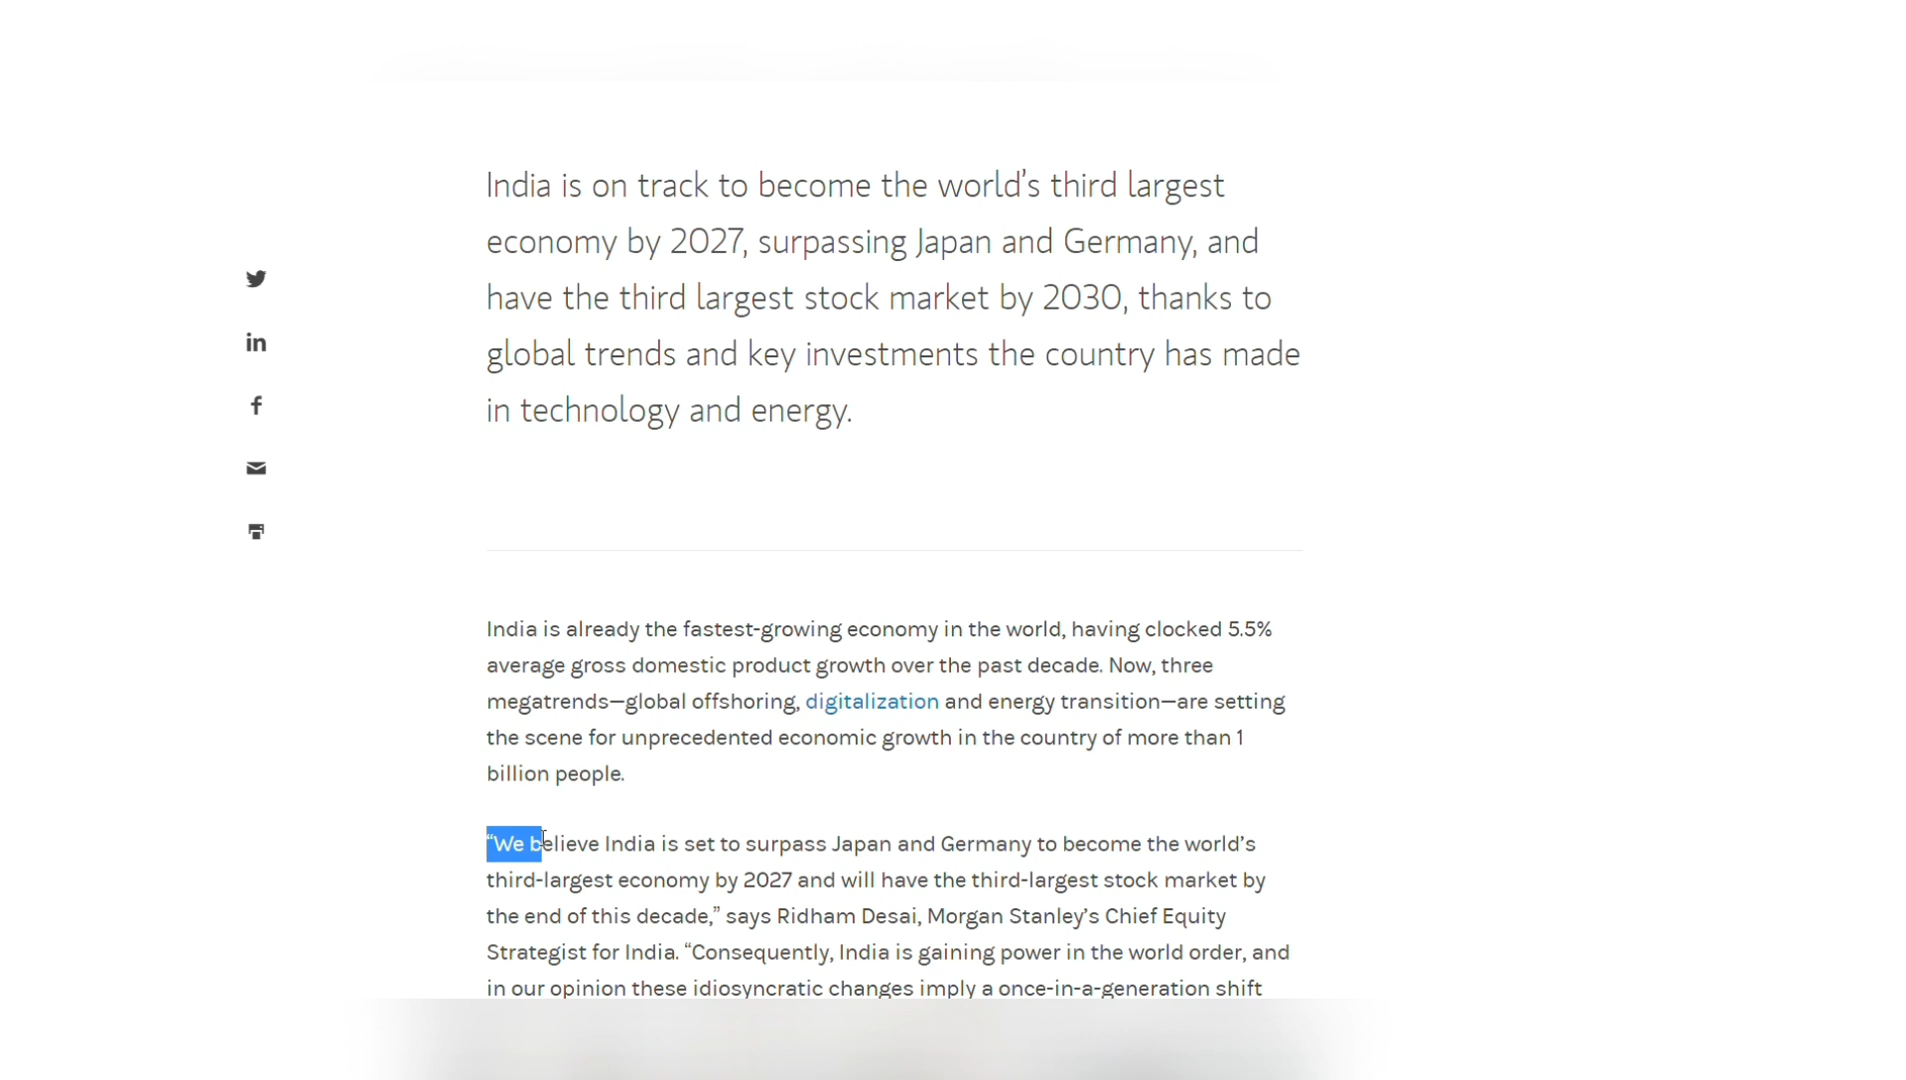 India is on track to become the world’s third largest
economy by 2027, surpassing Japan and Germany, and
have the third largest stock market by 2030, thanks to
global trends and key investments the country has made
in technology and energy.
India is already the fastest-growing economy in the world, having clocked 5.5%
average gross domestic product growth over the past decade. Now, three
megatrends—global offshoring, digitalization and energy transition—are setting
the scene for unprecedented economic growth in the country of more than 1
billion people.
“We believe India is set to surpass Japan and Germany to become the world’s
third-largest economy by 2027 and will have the third-largest stock market by
the end of this decade,” says Ridham Desai, Morgan Stanley’s Chief Equity
Strategist for India. “Consequently, India is gaining power in the world order, and
in our opinion these idiosyncratic changes imply a once-in-a-generation shift